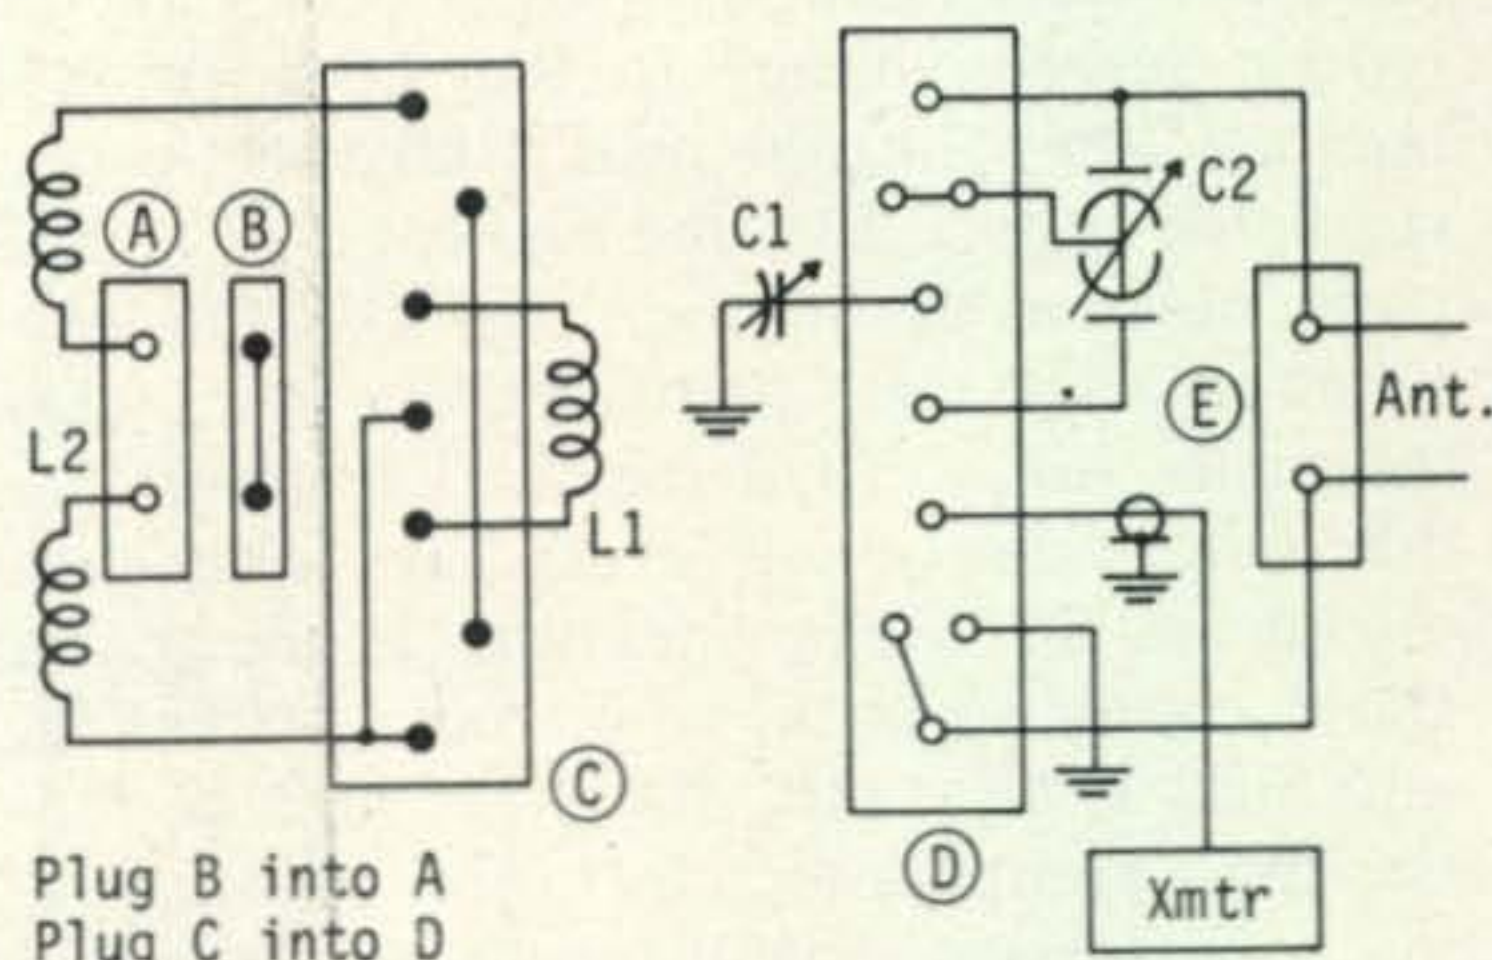 C2
A
B
C1
L2
E
Ant.
L1
C
D
Xmtr
Plug B into A
Plug C into D